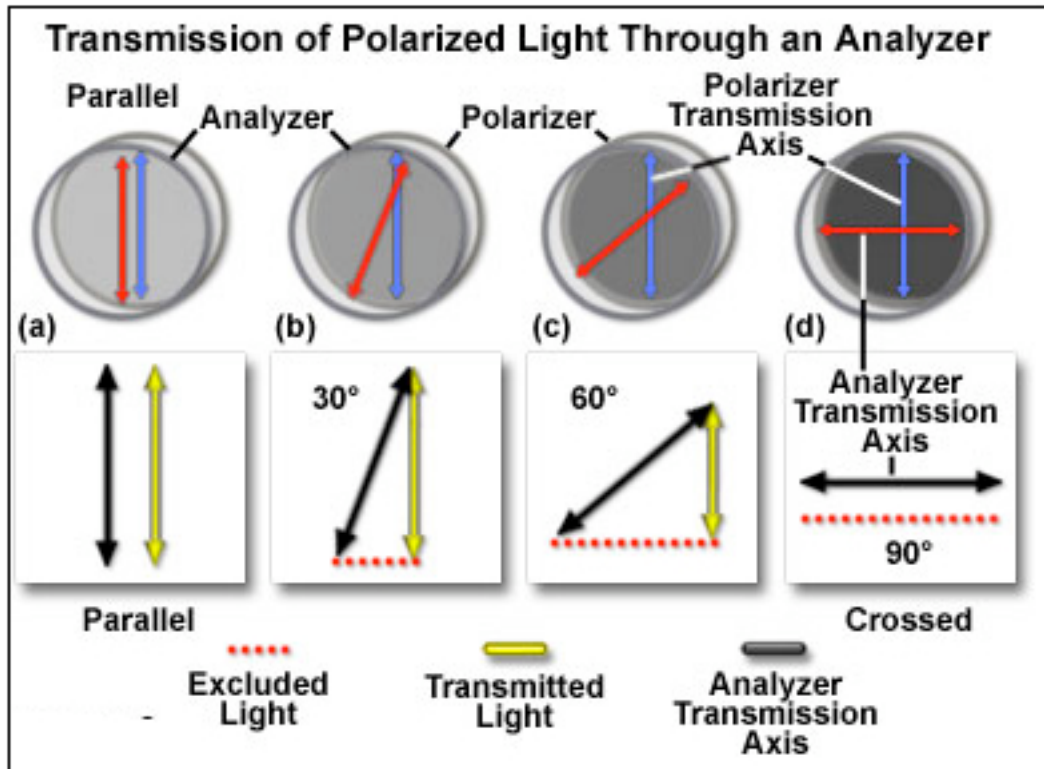 Transmission of Polarized Light Through an Analyzer
Parallel
Analyzer
Polarizer
Polarizer
Transmission
Axis
(a)
(b)
(c)
(d)
30°
60°
Analyzer
Transmission
Axis
90°
Parallel
Crossed
Excluded
Light
Transmitted
Light
Analyzer
Transmission
Axis